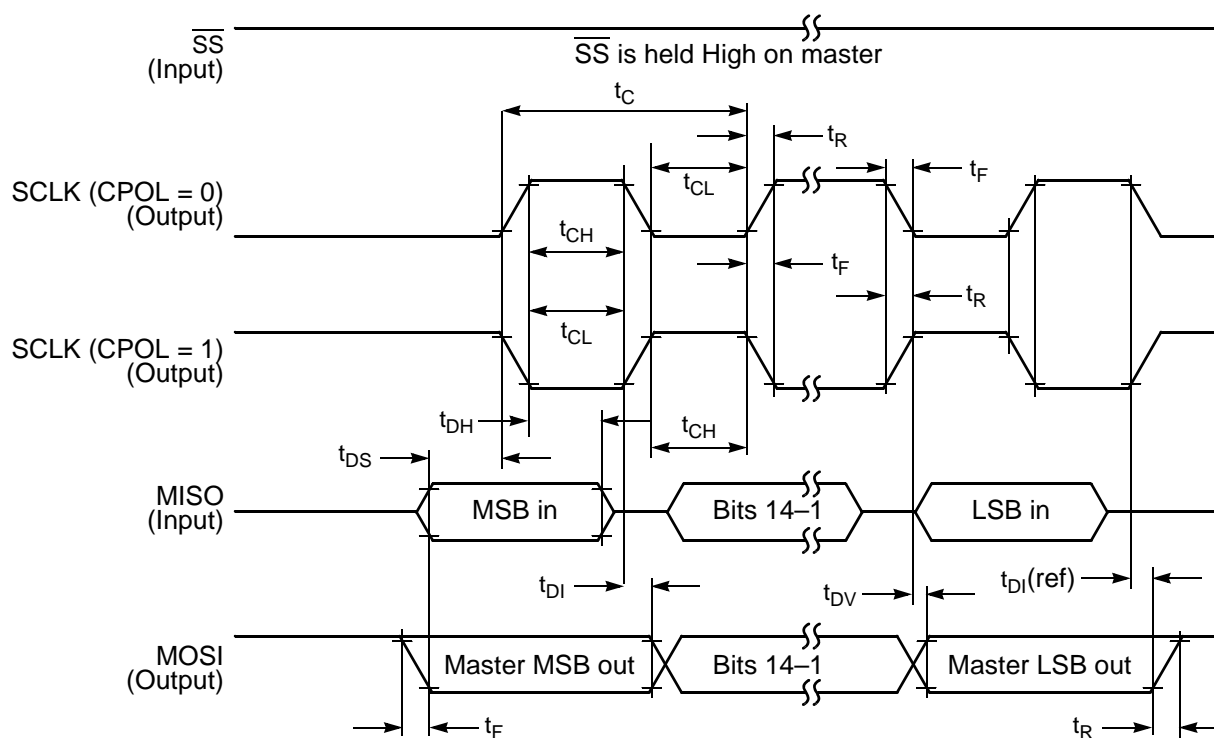 SS
(Input)
SS is held High on master
tC
tR
tF
SCLK (CPOL = 0)
(Output)
tCL
tCH
tF
tR
tCL
SCLK (CPOL = 1)
(Output)
tDH
tCH
tDS
MISO
(Input)
MSB in
Bits 14–1
LSB in
tDI
tDV
tDI(ref)
MOSI
(Output)
Master MSB out
Bits 14–1
Master LSB out
tF
tR